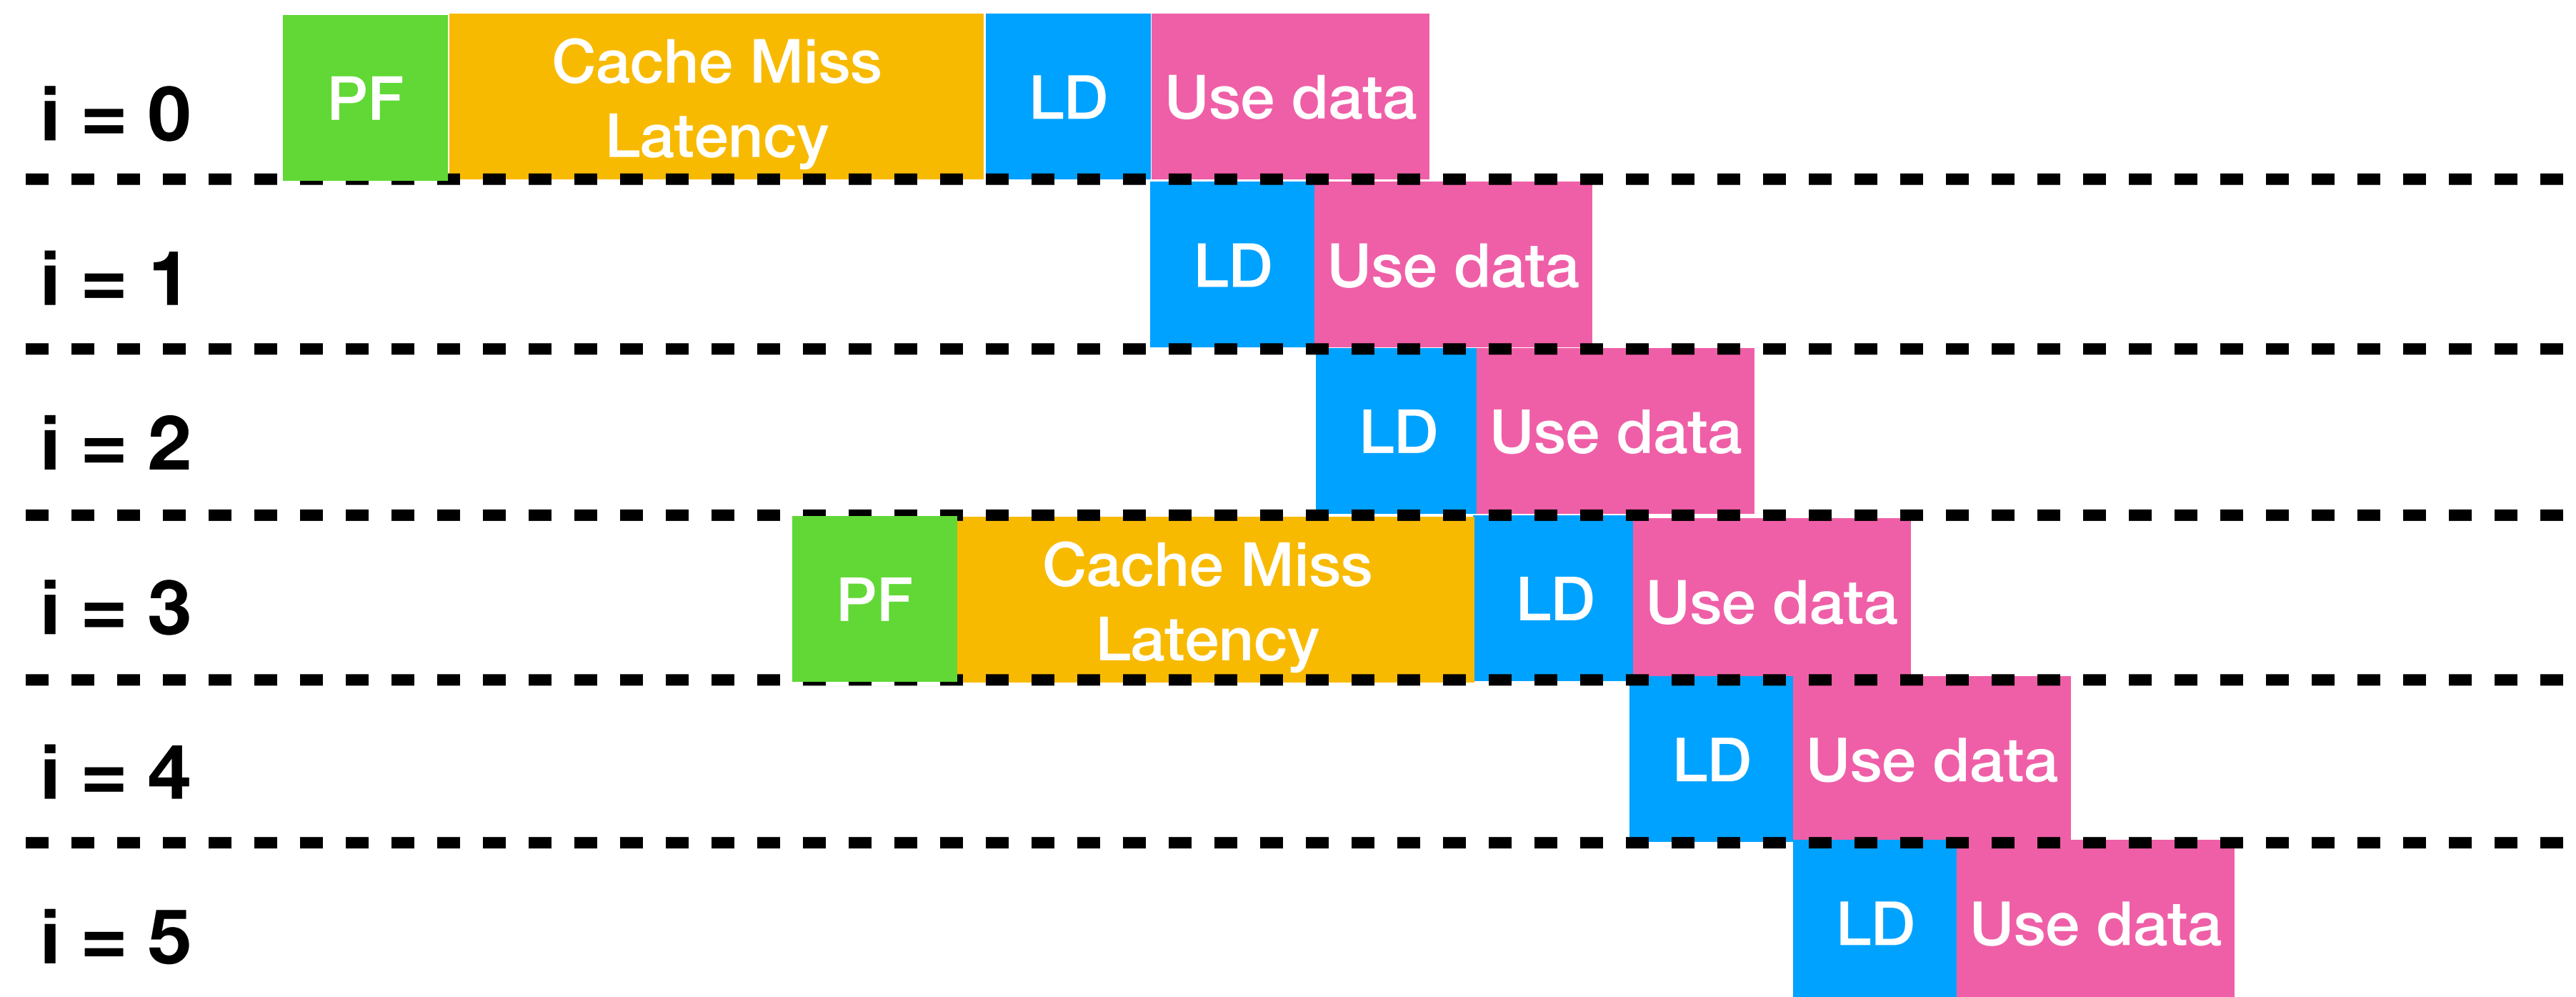 i = 0 PF Cache Miss Latency LD Use data
i = 1 LD Use data
i = 2 LD Use data
i = 3 PF Cache Miss Latency LD Use data
i = 4 LD Use data
i = 5 LD Use data